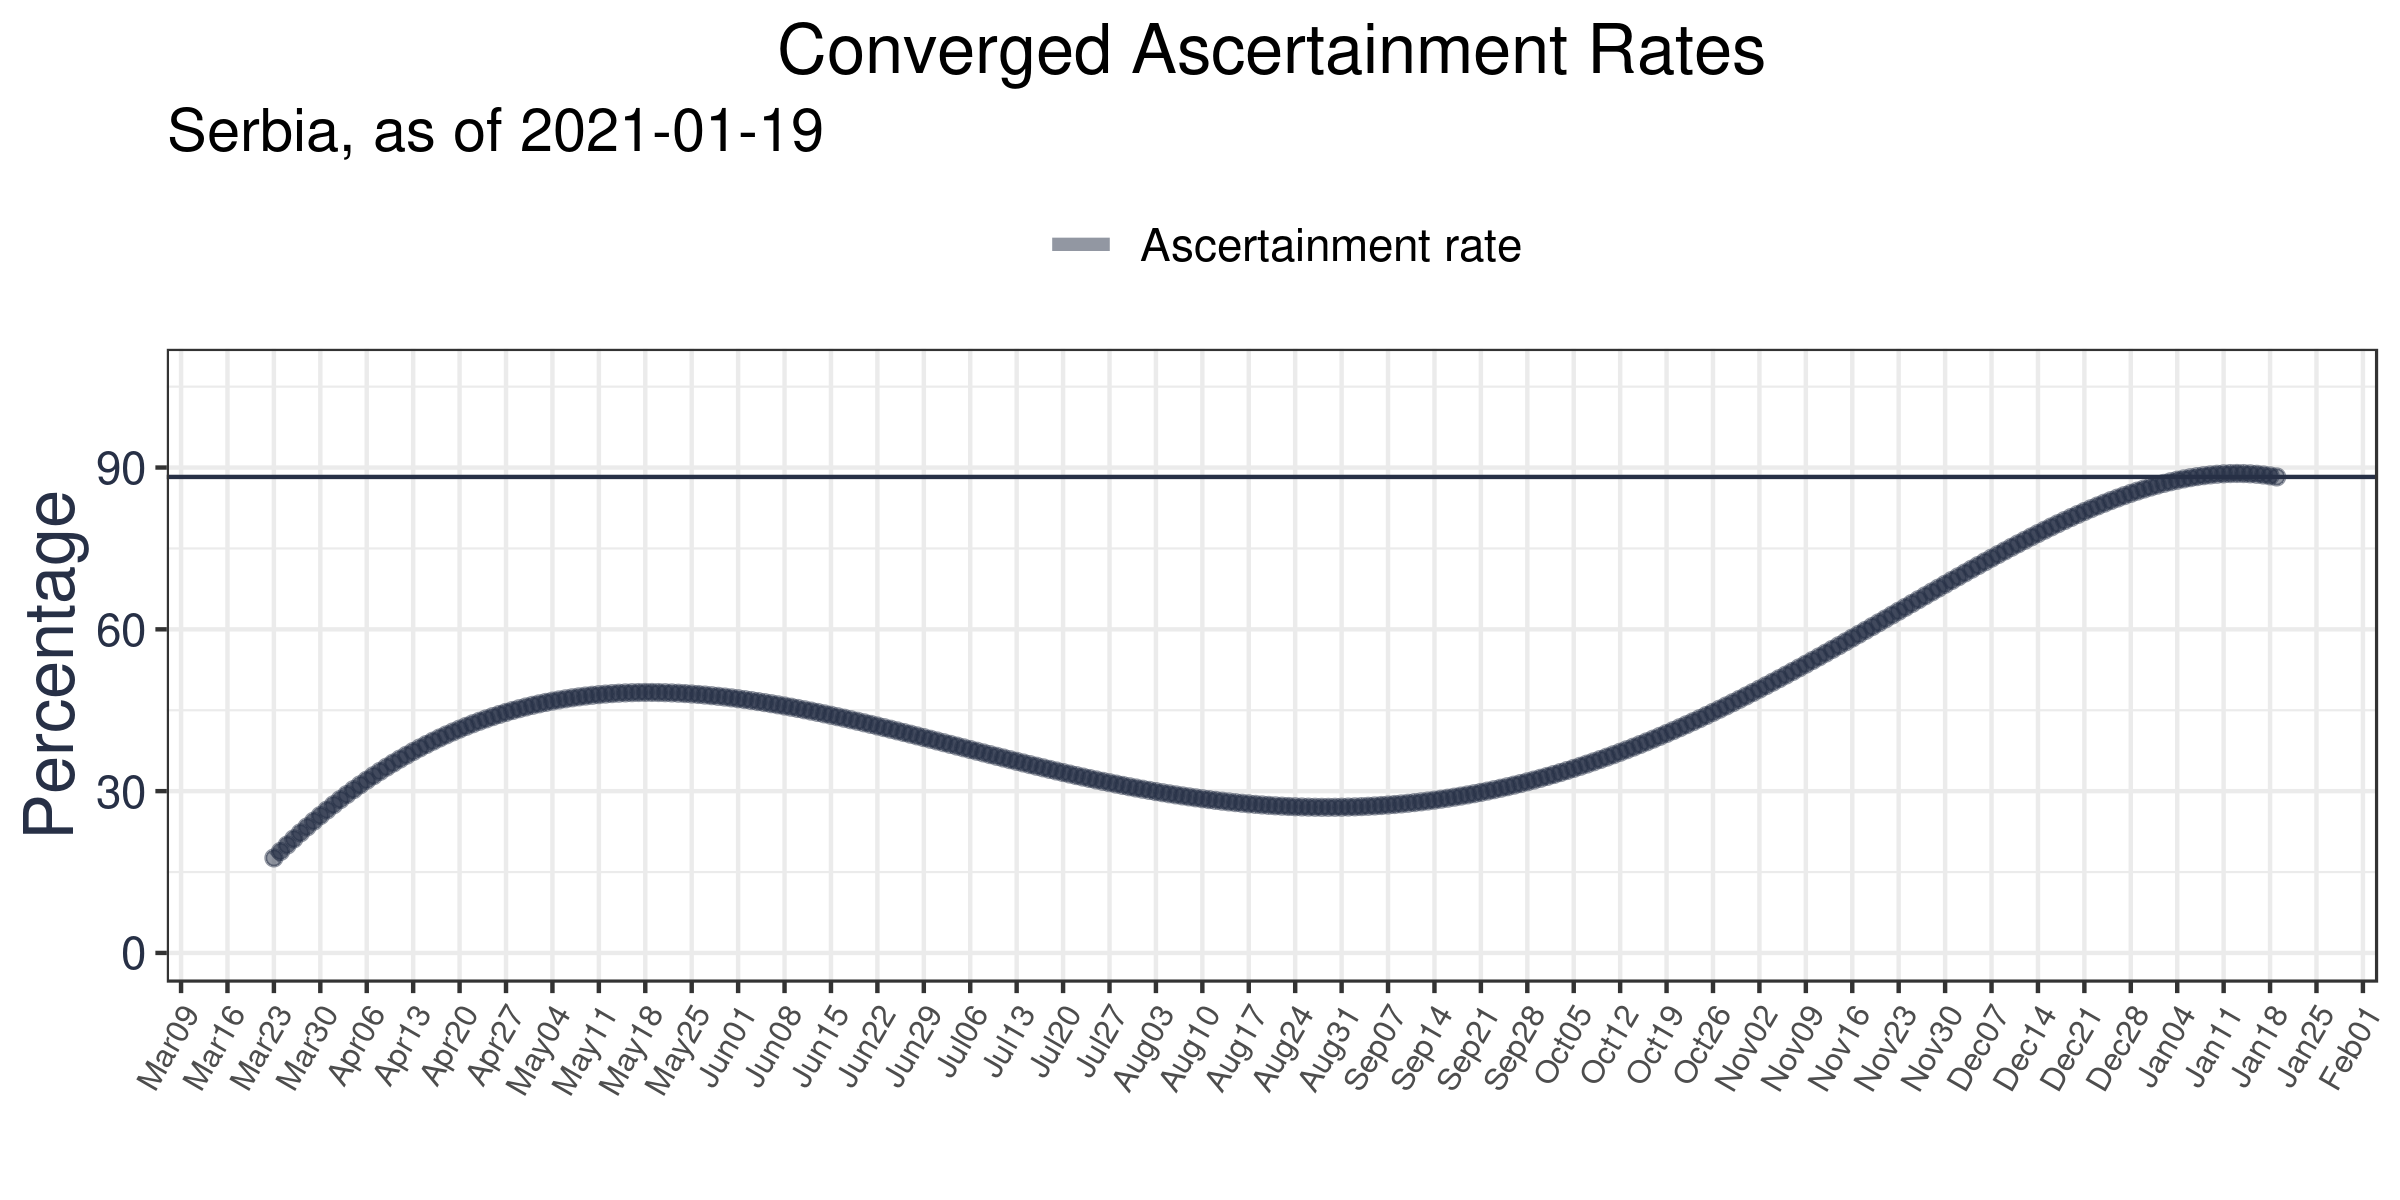 Converged Ascertainment Rates
Serbia, as of 2021-01-19
Ascertainment rate
Percentage
90
60
30
0
Mar09
Mar16
Mar23
Mar30
Apr06
Apr13
Apr20
Apr27
May04
May11
May18
May25
Jun01
Jun08
Jun15
Jun22
Jun29
Jul06
Jul13
Jul20
Jul27
Aug03
Aug10
Aug17
Aug24
Aug31
Sep07
Sep14
Sep21
Sep28
Oct05
Oct12
Oct19
Oct26
Nov02
Nov09
Nov16
Nov23
Nov30
Dec07
Dec14
Dec21
Dec28
Jan04
Jan11
Jan18
Jan25
Feb01